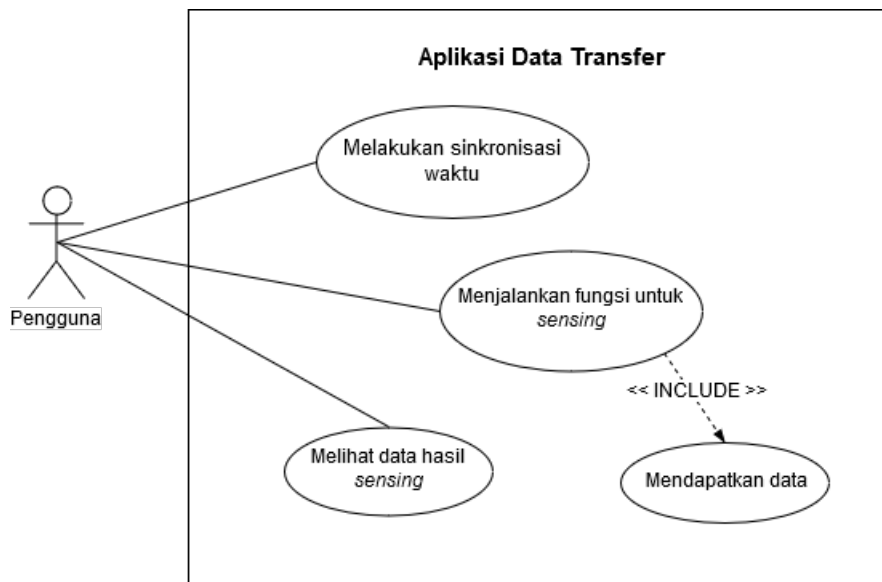 Aplikasi Data Transfer
Melakukan sinkronisasi
waktu
Menjalankan fungsi untuk
sensing
Pengguna
<< INCLUDE >>
Melihat data hasil
sensing
Mendapatkan data